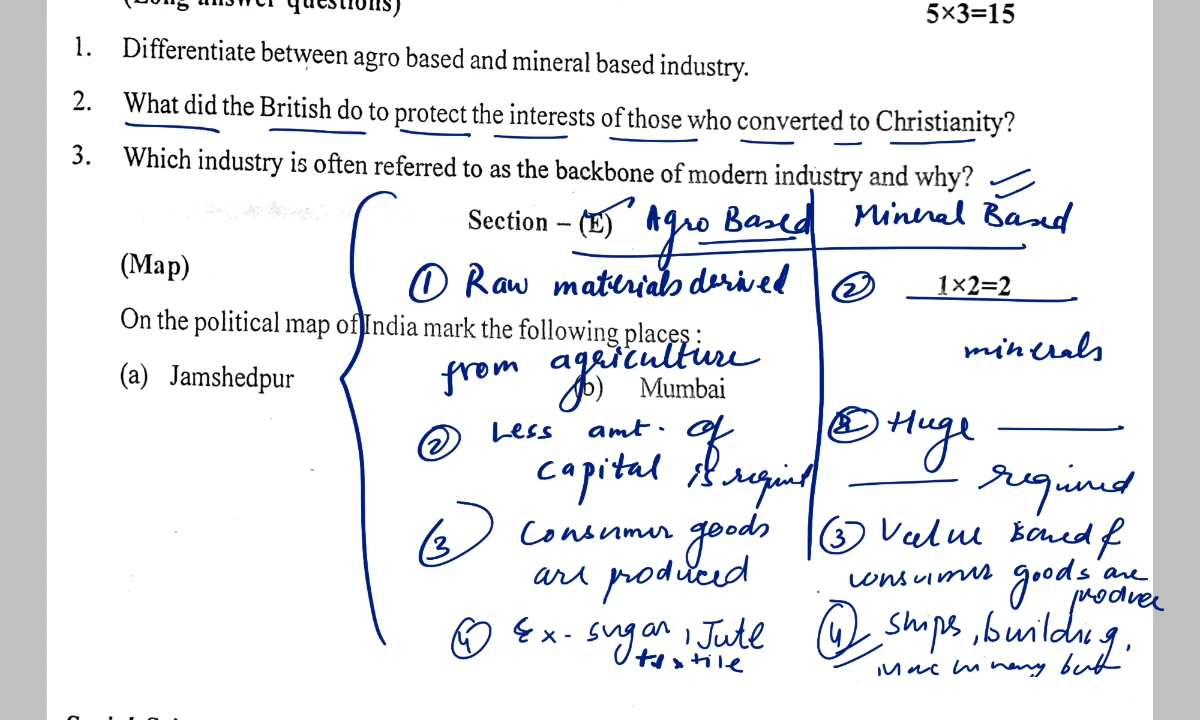 (Long answer questions)
5×3=15
1. Differentiate between agro based and mineral based industry.
2. What did the British do to protect the interests of those who converted to Christianity?
3. Which industry is often referred to as the backbone of modern industry and why?
Section – (E)
Agro Based
Mineral Based
(Map)
1×2=2
On the political map of India mark the following places :
(a) Jamshedpur
(b) Mumbai
① Raw materials derived
from agriculture
② Less amt. of
capital is requird
③ Consumer goods
are produced
④ Ex- sugar, Jute
textile
②
minerals
② Huge
required
③ Value based &
consumer goods are
produce
④ Ships, building,